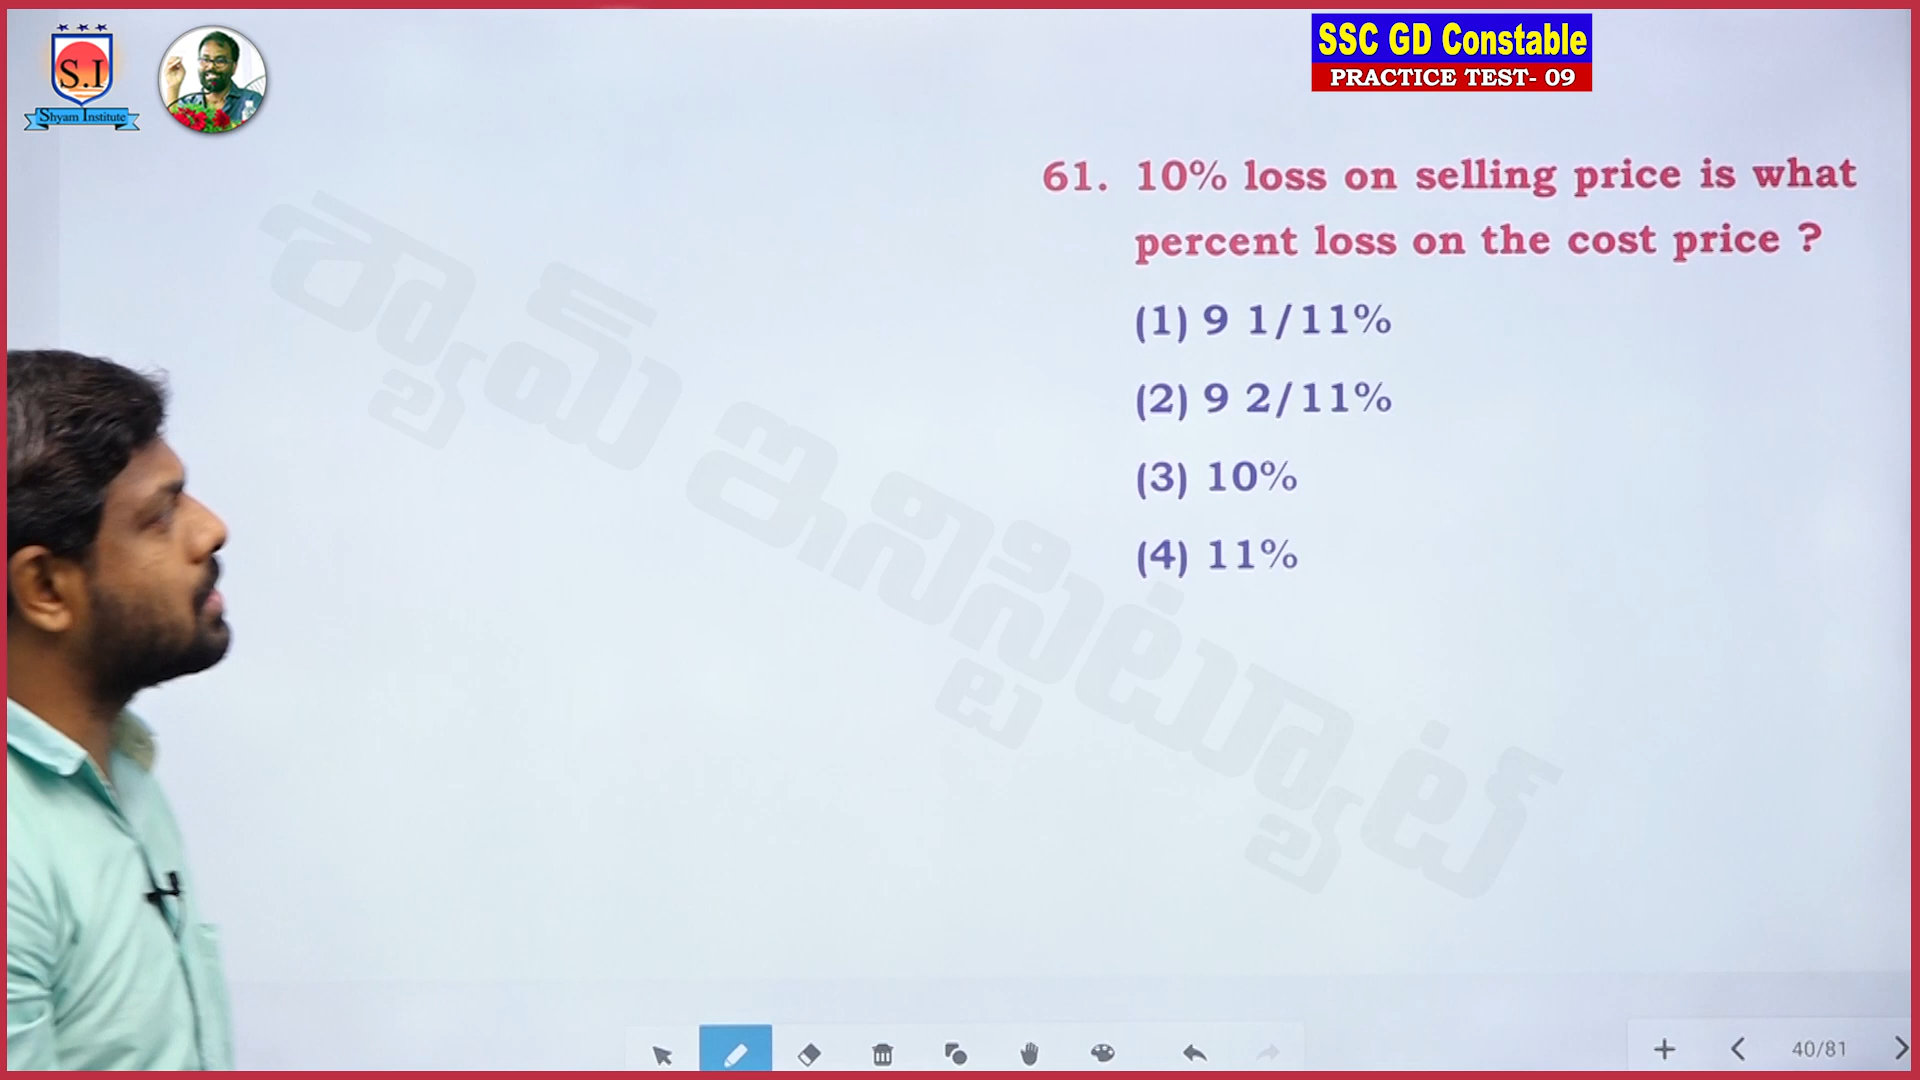 S.I
Shyam Institute
SSC GD Constable
PRACTICE TEST- 09
61. 10% loss on selling price is what
percent loss on the cost price ?
(1) 9 1/11%
(2) 9 2/11%
(3) 10%
(4) 11%
శ్యామ్ ఇన్స్టిట్యూట్
40/81